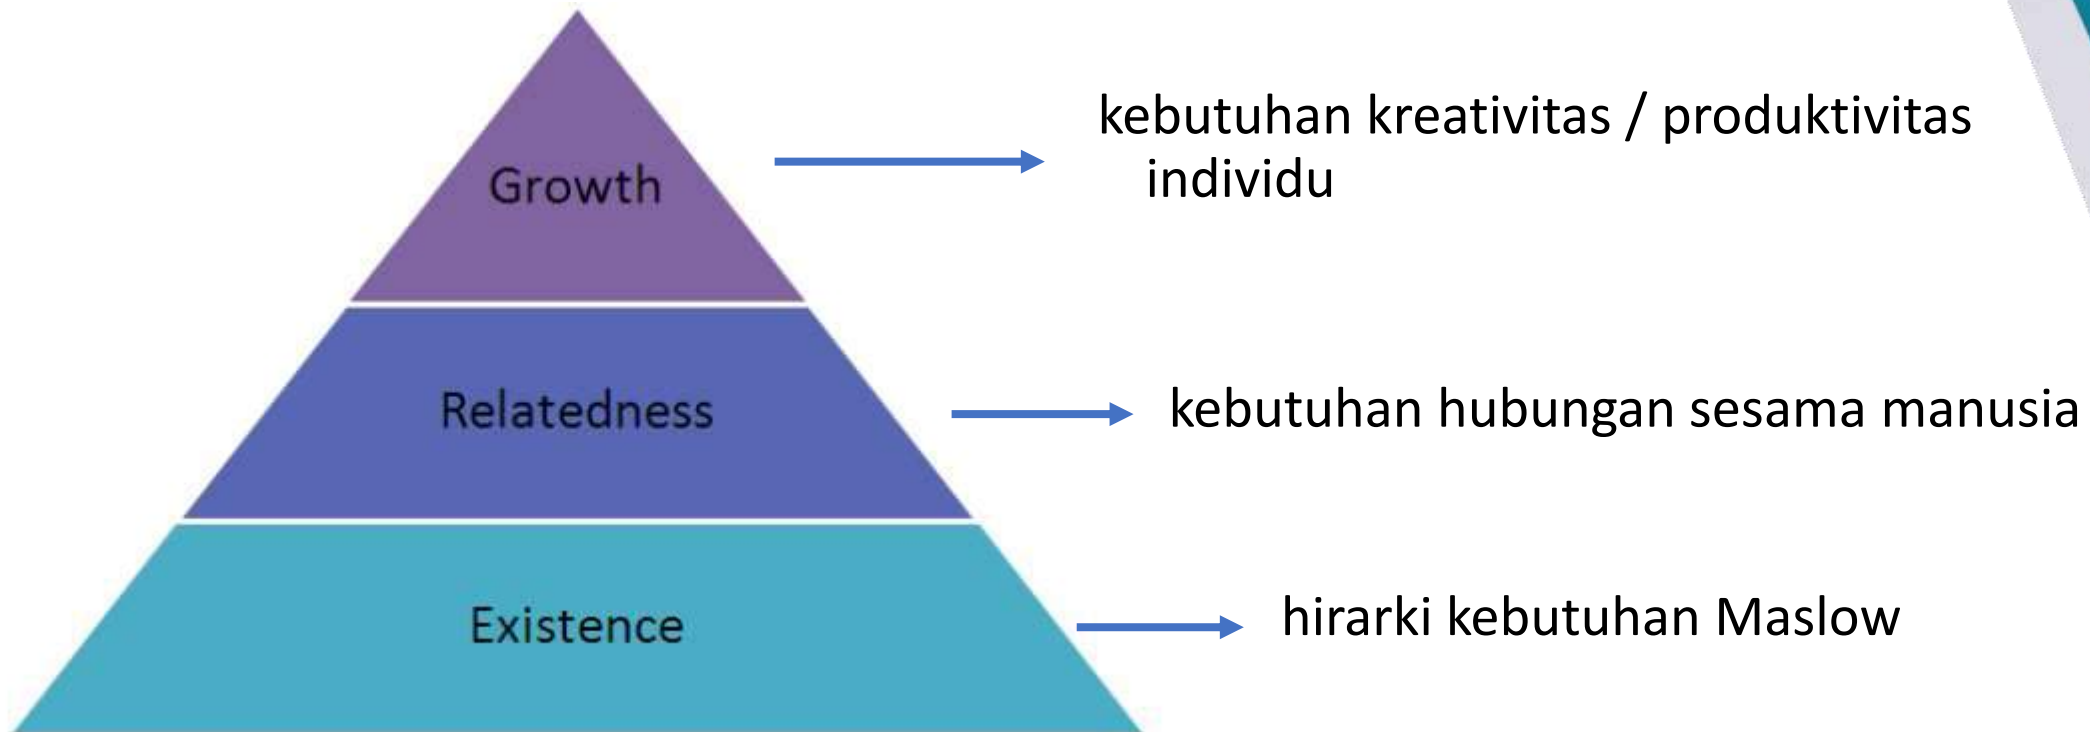 Growth
kebutuhan kreativitas / produktivitas
individu
Relatedness
kebutuhan hubungan sesama manusia
Existence
hirarki kebutuhan Maslow